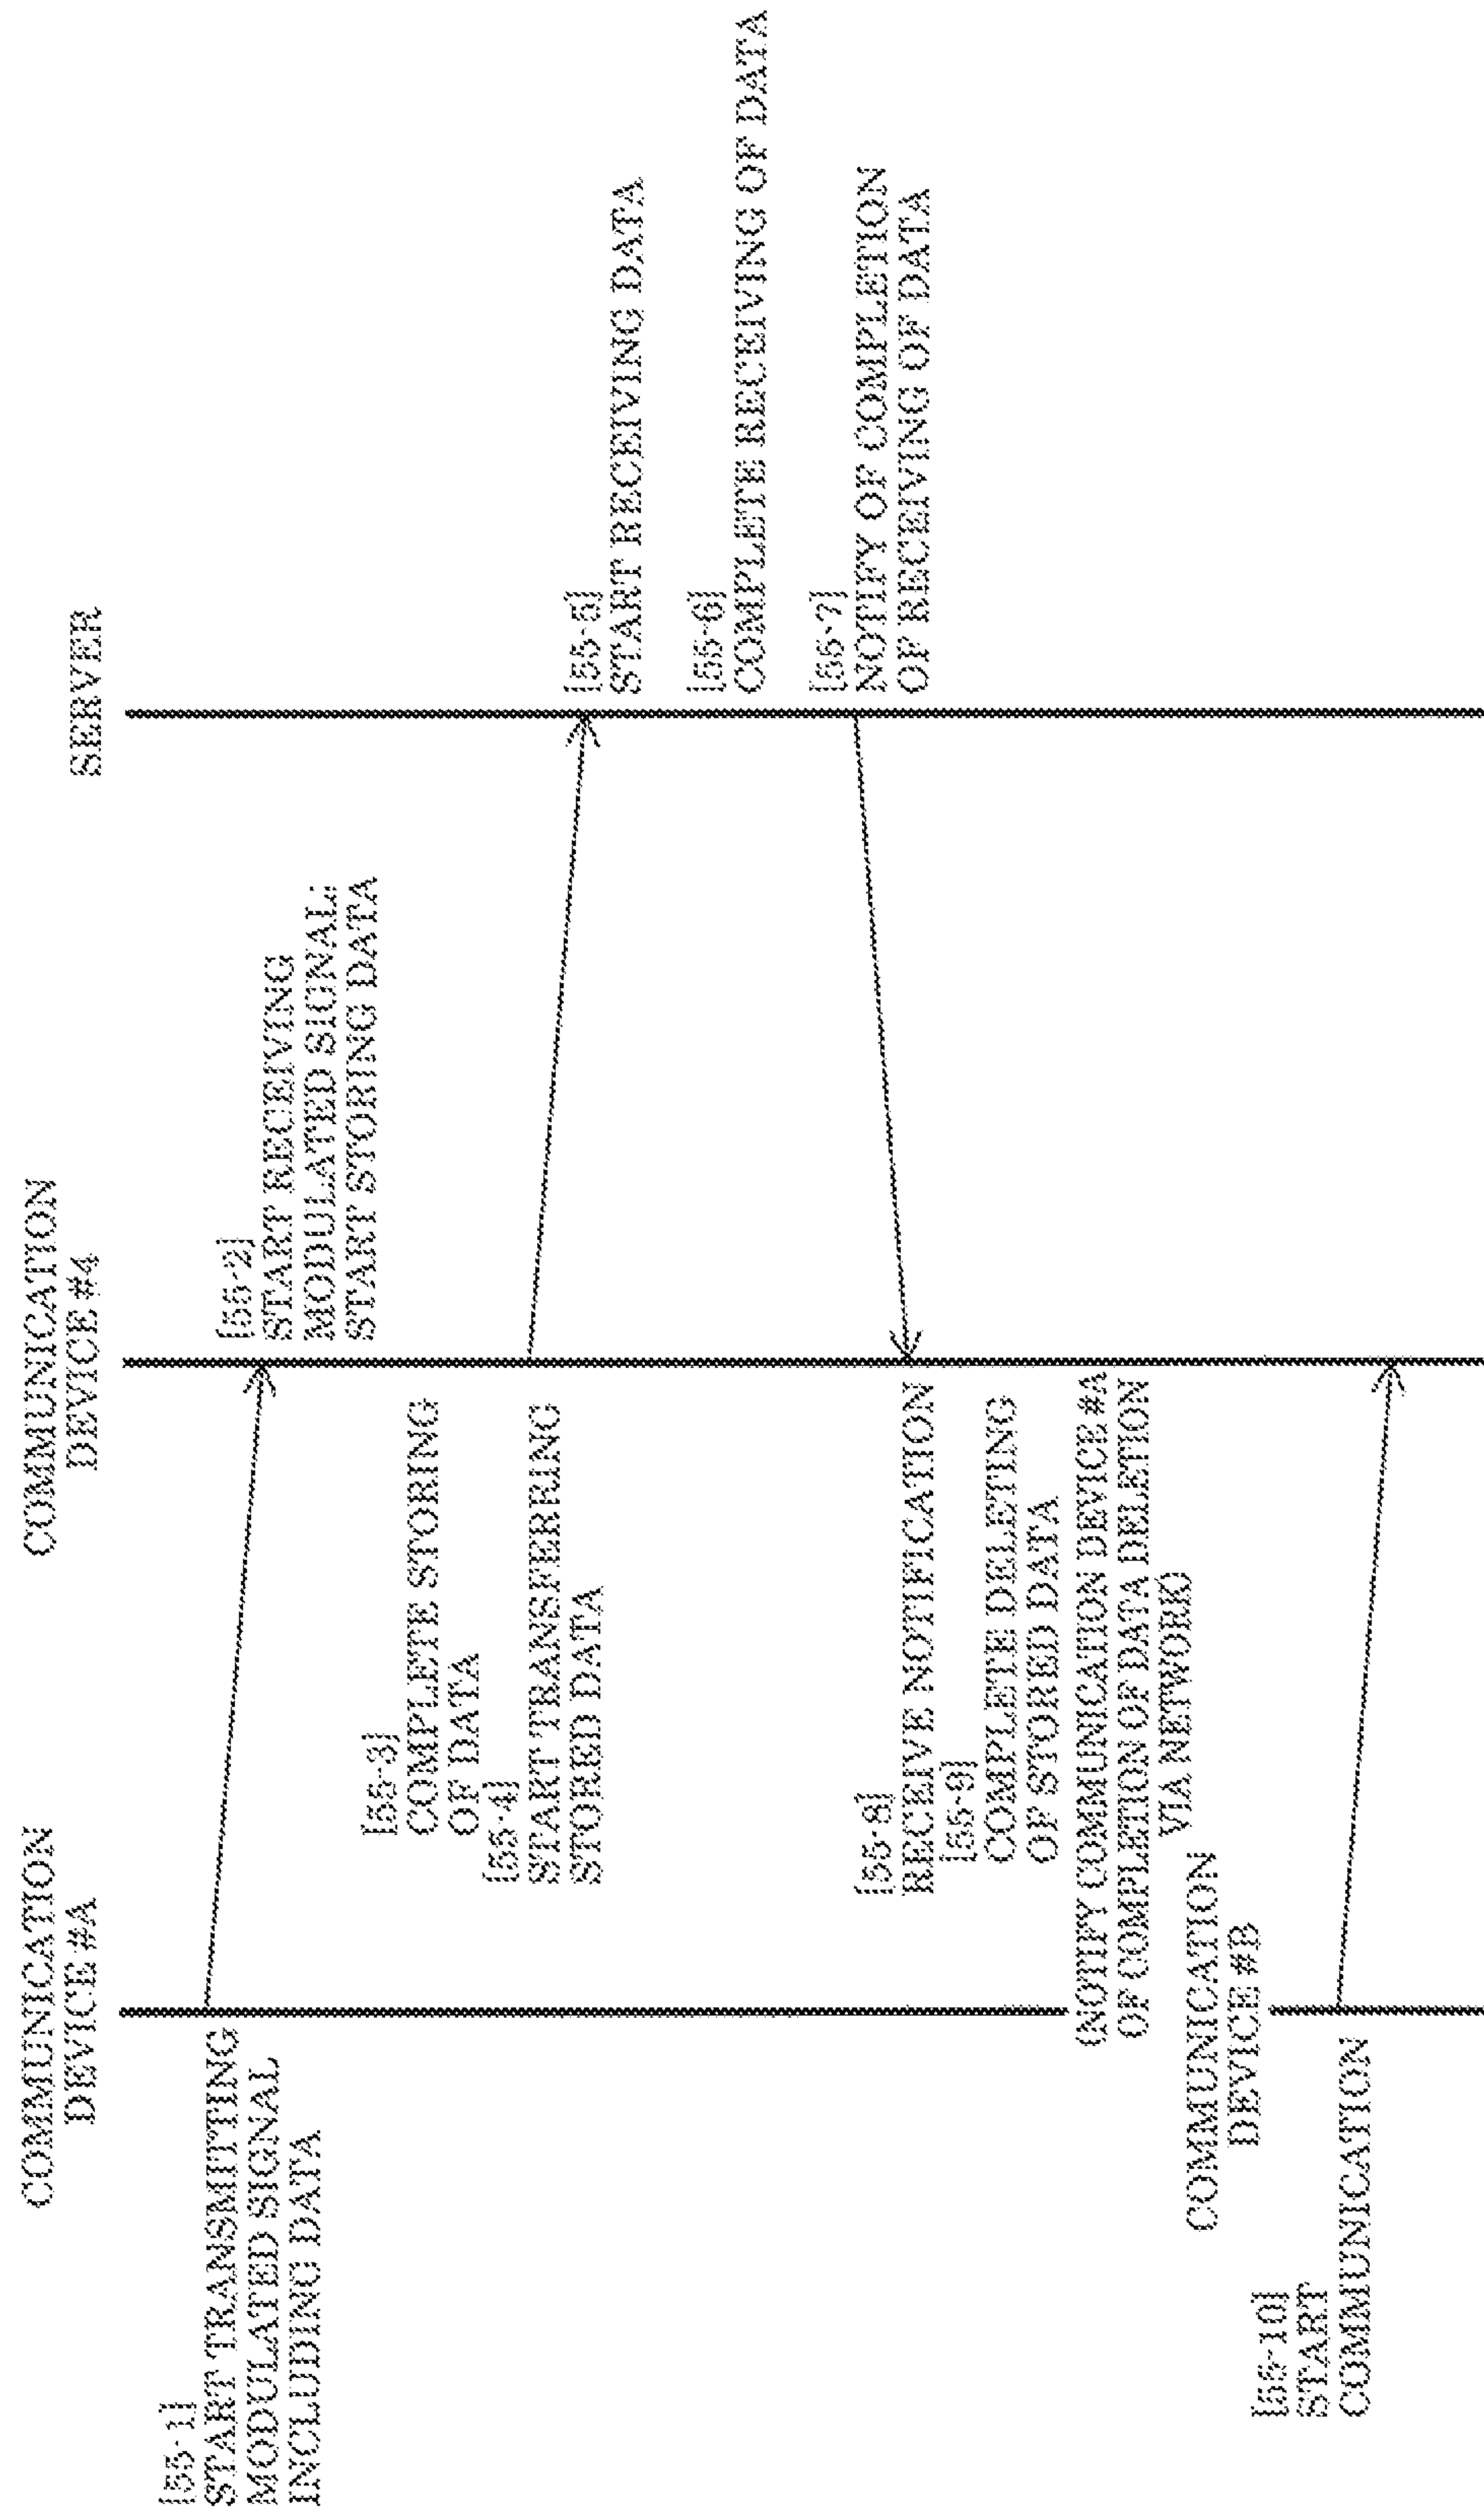 COMMUNICATION
DEVICE #A
COMMUNICATION
DEVICE #4
SERVER
[55-1]
START TRANSMITTING
MODULATED SIGNAL
INCLUDING DATA
[55-2]
START RECEIVING
MODULATED SIGNAL;
START STORING DATA
[55-3]
COMPLETE STORING
OF DATA
[55-4]
START TRANSFERRING
STORED DATA
[55-5]
START RECEIVING DATA
[55-6]
COMPLETE RECEIVING OF DATA
[55-7]
NOTIFY OF COMPLETION
OF RECEIVING OF DATA
[55-8]
RECEIVE NOTIFICATION
[55-9]
COMPLETE DELETING
OF STORED DATA
(NOTIFY COMMUNICATION DEVICE #A
OF COMPLETION OF DATA DELETION
VIA NETWORK)
COMMUNICATION
DEVICE #B
[55-10]
START
COMMUNICATION